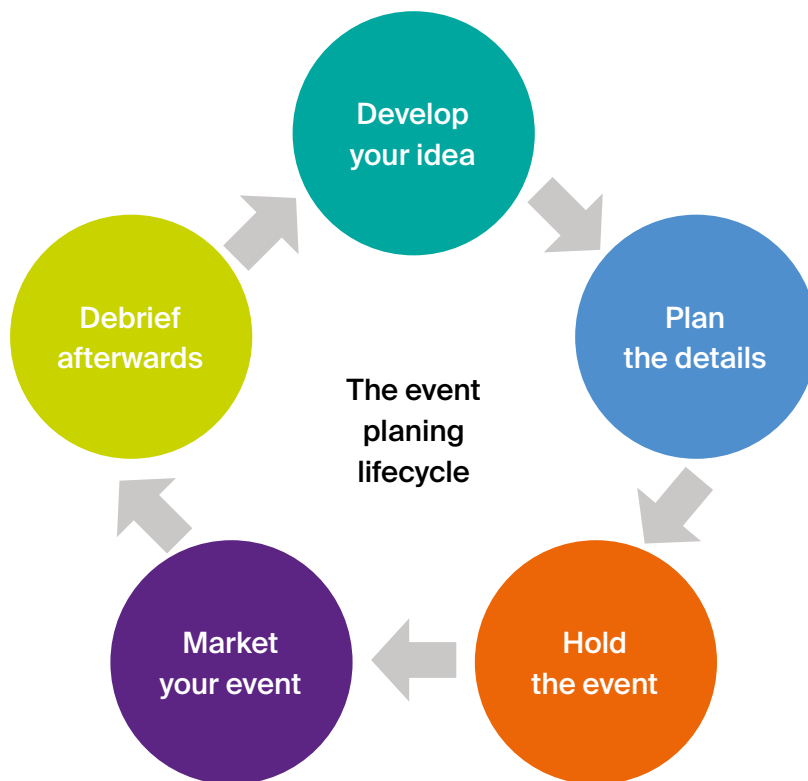 Develop
your idea
Plan
the details
Hold
the event
Market
your event
Debrief
afterwards
The event
planing
lifecycle